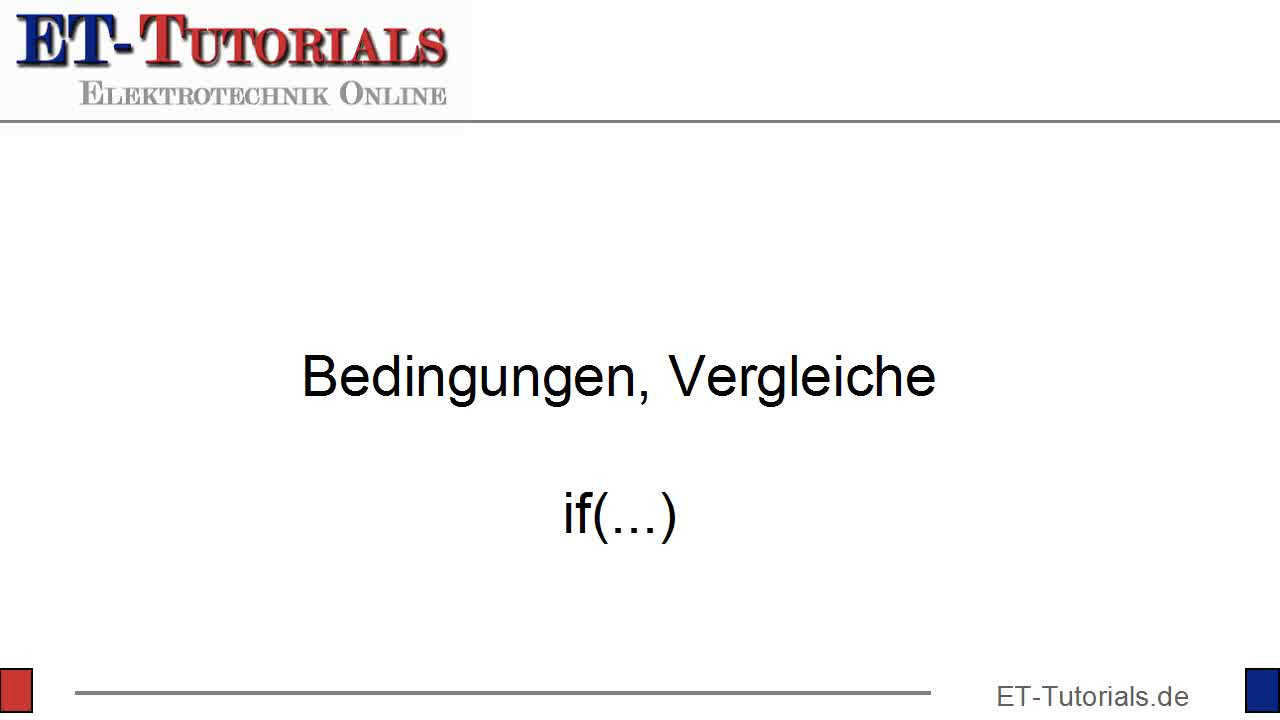 ET-Tutorials
Elektrotechnik Online
Bedingungen, Vergleiche
if(...)
ET-Tutorials.de